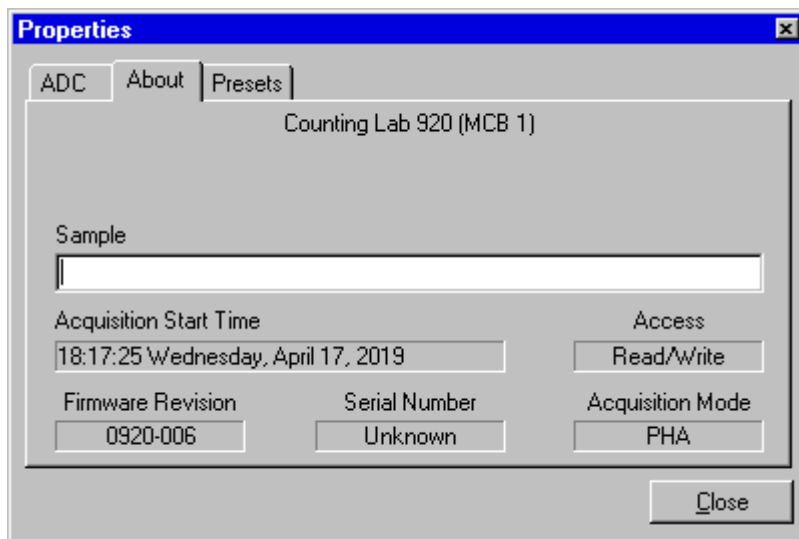 Properties
ADC About Presets
Counting Lab 920 (MCB 1)
Sample
Acquisition Start Time Access
18:17:25 Wednesday, April 17, 2019 Read/Write
Firmware Revision Serial Number Acquisition Mode
0920-006 Unknown PHA
Close